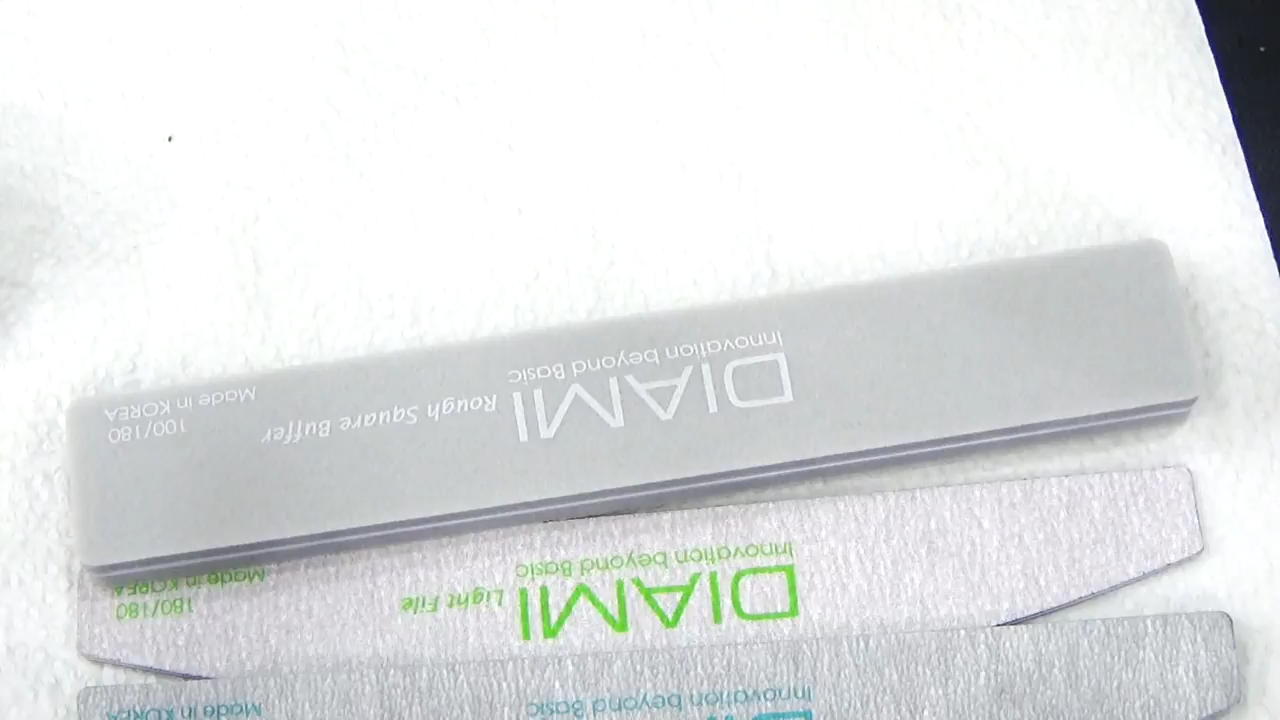 DIAMI Rough Square Buffer 100/180
Innovation beyond Basic Made in KOREA
DIAMI Light File 180/180
Innovation beyond Basic Made in KOREA
Innovation beyond Basic Made in KOREA